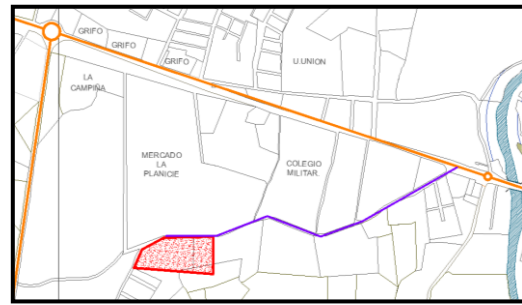 GRIFO
GRIFO
GRIFO
U.UNION
LA
CAMPIÑA
MERCADO
LA
PLANICIE
COLEGIO
MILITAR.